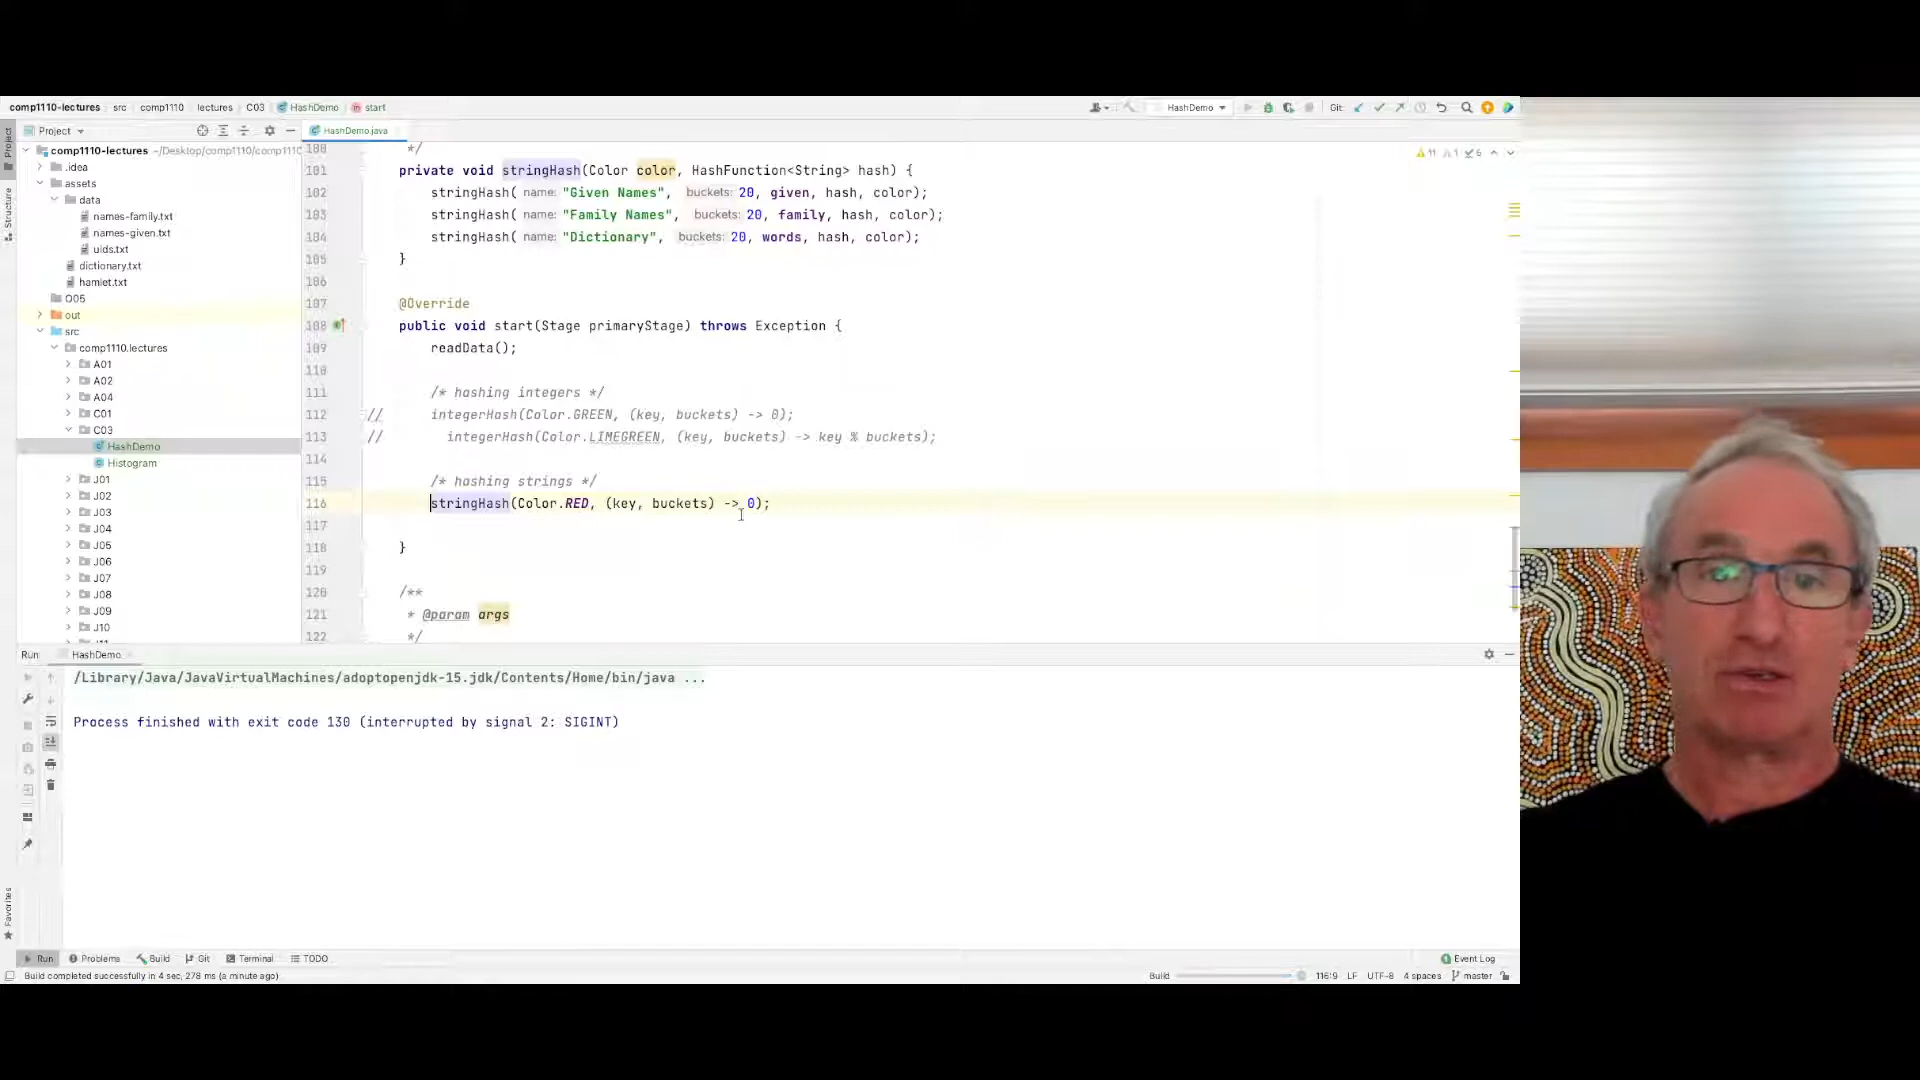 comp1110-lectures src comp1110 lectures C03 HashDemo start
HashDemo Git:
Project
HashDemo.java
Project
Structure
Favorites
comp1110-lectures ~/Desktop/comp1110/comp1110
.idea
assets
data
names-family.txt
names-given.txt
uids.txt
dictionary.txt
hamlet.txt
O05
out
src
comp1110.lectures
A01
A02
A04
C01
C03
HashDemo
Histogram
J01
J02
J03
J04
J05
J06
J07
J08
J09
J10
11 1 6
100 */
101 private void stringHash(Color color, HashFunction<String> hash) {
102 stringHash( name: "Given Names", buckets: 20, given, hash, color);
103 stringHash( name: "Family Names", buckets: 20, family, hash, color);
104 stringHash( name: "Dictionary", buckets: 20, words, hash, color);
105 }
106
107 @Override
108 public void start(Stage primaryStage) throws Exception {
109 readData();
110
111 /* hashing integers */
112 // integerHash(Color.GREEN, (key, buckets) -> 0);
113 // integerHash(Color.LIMEGREEN, (key, buckets) -> key % buckets);
114
115 /* hashing strings */
116 stringHash(Color.RED, (key, buckets) -> 0);
117
118 }
119
120 /**
121 * @param args
122 */
Run: HashDemo
/Library/Java/JavaVirtualMachines/adoptopenjdk-15.jdk/Contents/Home/bin/java ...
Process finished with exit code 130 (interrupted by signal 2: SIGINT)
Run Problems Build Git Terminal TODO Event Log
Build completed successfully in 4 sec, 278 ms (a minute ago) Build 116:9 LF UTF-8 4 spaces master